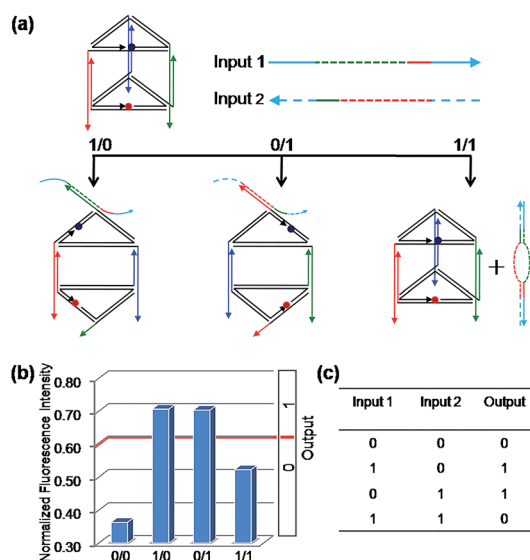 (a)
Input 1
Input 2
1/0 0/1 1/1
+
(b)
Normalized Fluorescence Intensity
0.80
0.70
0.60
0.50
0.40
0.30
0/0 1/0 0/1 1/1
1
0
Output
(c)
Input 1 Input 2 Output
0 0 0
1 0 1
0 1 1
1 1 0